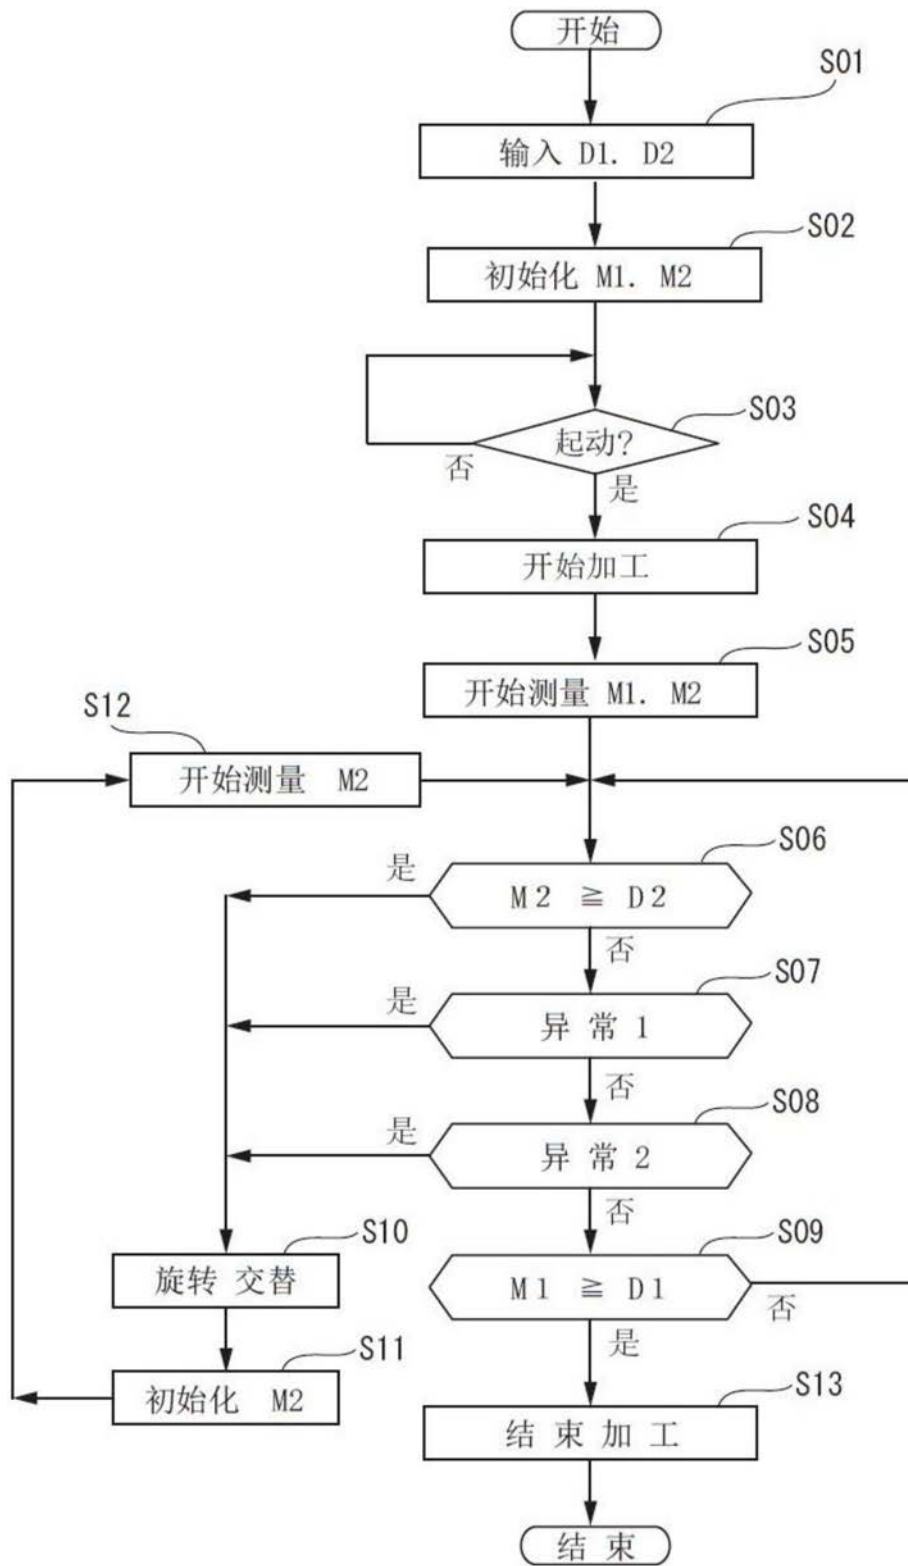 开始
S01
输入 D1. D2
S02
初始化 M1. M2
S03
起动?
否
是
S04
开始加工
S05
开始测量 M1. M2
S12
开始测量 M2
S06
是
M2 ≧ D2
否
S07
是
异 常 1
否
S08
是
异 常 2
否
S10
旋转 交替
S09
M1 ≧ D1
否
是
S11
初始化 M2
S13
结 束 加 工
结 束